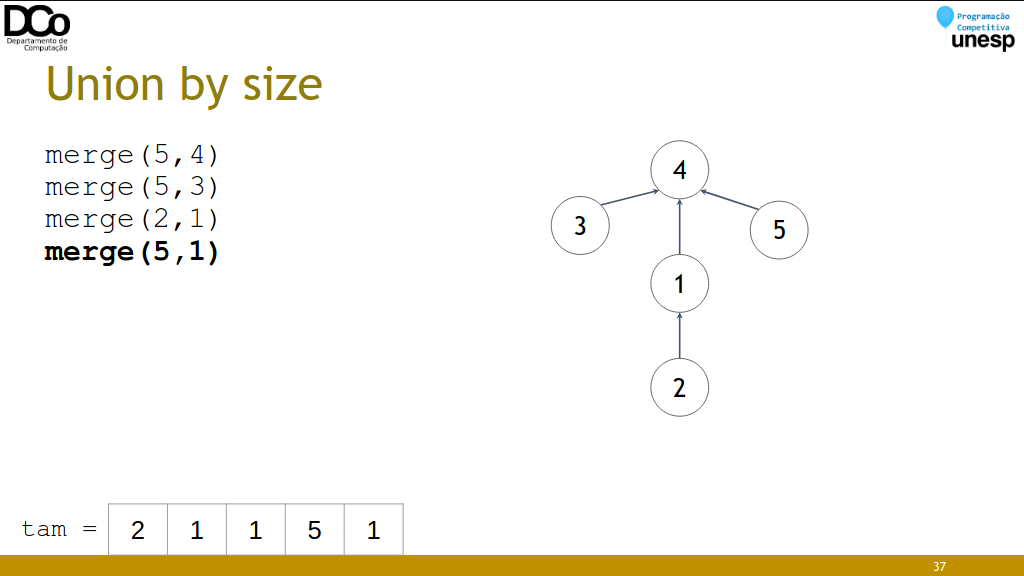 DCo
Departamento de
Computação
Programação
Competitiva
unesp
Union by size
merge(5,4)
merge(5,3)
merge(2,1)
merge(5,1)
4
3
5
1
2
tam = 2 1 1 5 1
37